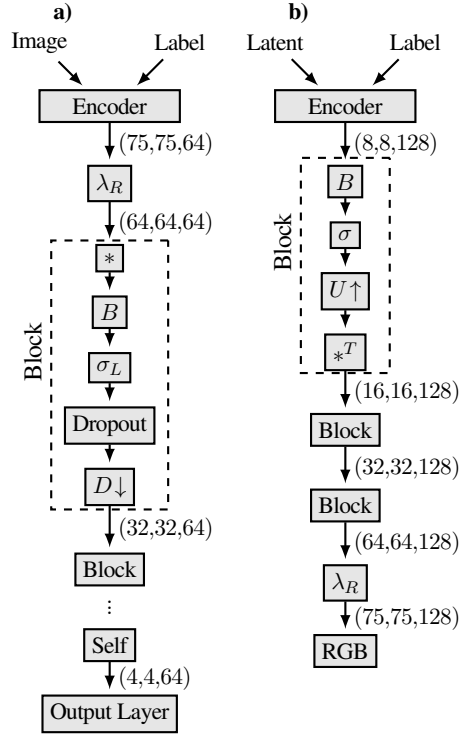 a)
Image
Label
Encoder
(75,75,64)
λ_R
(64,64,64)
Block
*
B
σ_L
Dropout
D↓
(32,32,64)
Block
⋮
Self
(4,4,64)
Output Layer
b)
Latent
Label
Encoder
(8,8,128)
Block
B
σ
U↑
*^T
(16,16,128)
Block
(32,32,128)
Block
(64,64,128)
λ_R
(75,75,128)
RGB